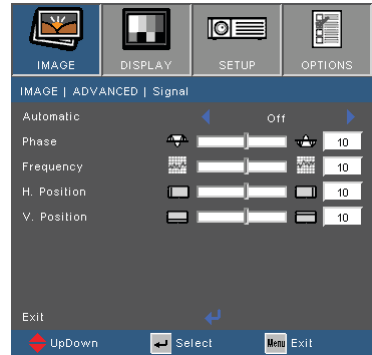 IMAGE DISPLAY SETUP OPTIONS
IMAGE | ADVANCED | Signal
Automatic Off
Phase 10
Frequency 10
H. Position 10
V. Position 10
Exit
UpDown Select Menu Exit